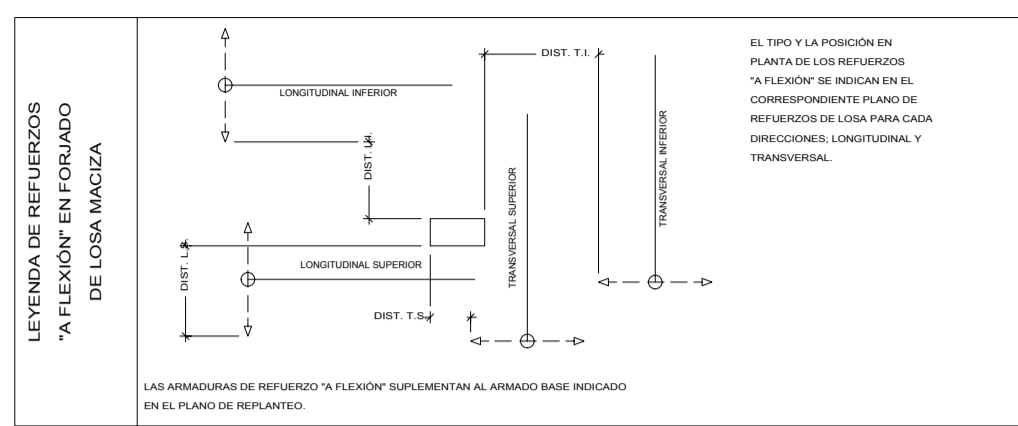 LEYENDA DE REFUERZOS
"A FLEXIÓN" EN FORJADO
DE LOSA MACIZA
LONGITUDINAL INFERIOR
DIST. L.I.
DIST. T.I.
TRANSVERSAL SUPERIOR
TRANSVERSAL INFERIOR
DIST. L.S.
LONGITUDINAL SUPERIOR
DIST. T.S.
EL TIPO Y LA POSICIÓN EN
PLANTA DE LOS REFUERZOS
"A FLEXIÓN" SE INDICAN EN EL
CORRESPONDIENTE PLANO DE
REFUERZOS DE LOSA PARA CADA
DIRECCIONES; LONGITUDINAL Y
TRANSVERSAL.
LAS ARMADURAS DE REFUERZO "A FLEXIÓN" SUPLEMENTAN AL ARMADO BASE INDICADO
EN EL PLANO DE REPLANTEO.